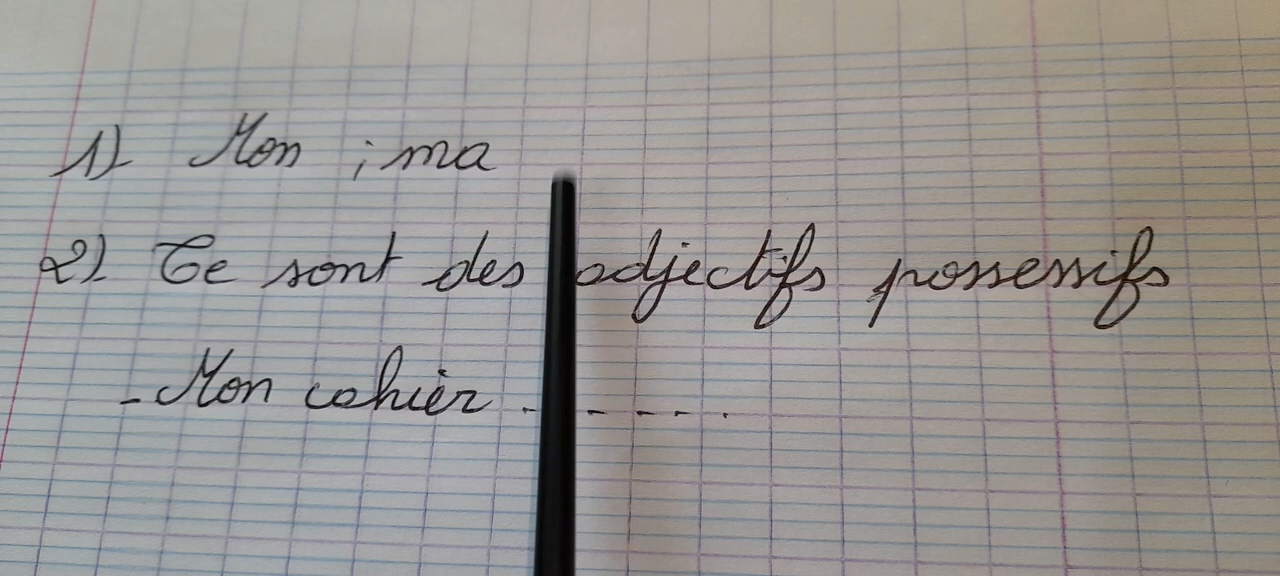 1) Mon ; ma
2) Ce sont des adjectifs possessifs
- Mon cahier ------.